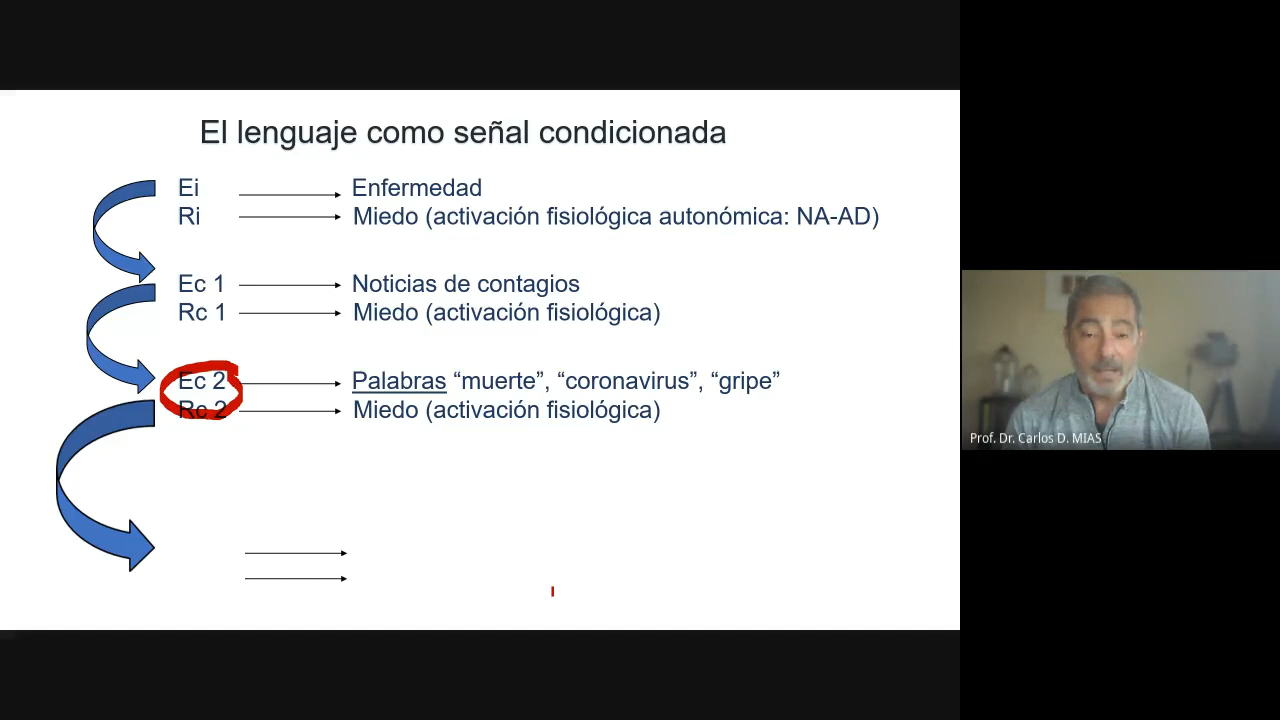 El lenguaje como señal condicionada
Ei Enfermedad
Ri Miedo (activación fisiológica autonómica: NA-AD)
Ec 1 Noticias de contagios
Rc 1 Miedo (activación fisiológica)
Ec 2 Palabras “muerte”, “coronavirus”, “gripe”
Rc 2 Miedo (activación fisiológica)
Prof. Dr. Carlos D. MIAS